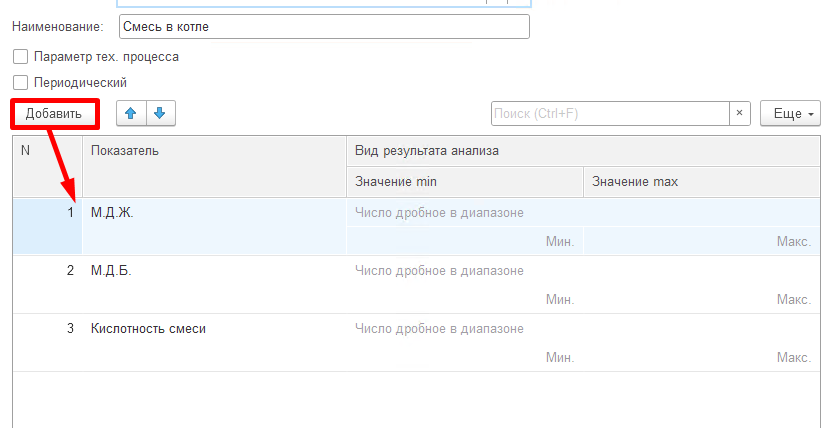 Наименование: Смесь в котле
Параметр тех. процесса
Периодический
Добавить Поиск (Ctrl+F) × Еще
N Показатель Вид результата анализа
Значение min Значение max
1 М.Д.Ж. Число дробное в диапазоне
Мин. Макс.
2 М.Д.Б. Число дробное в диапазоне
Мин. Макс.
3 Кислотность смеси Число дробное в диапазоне
Мин. Макс.